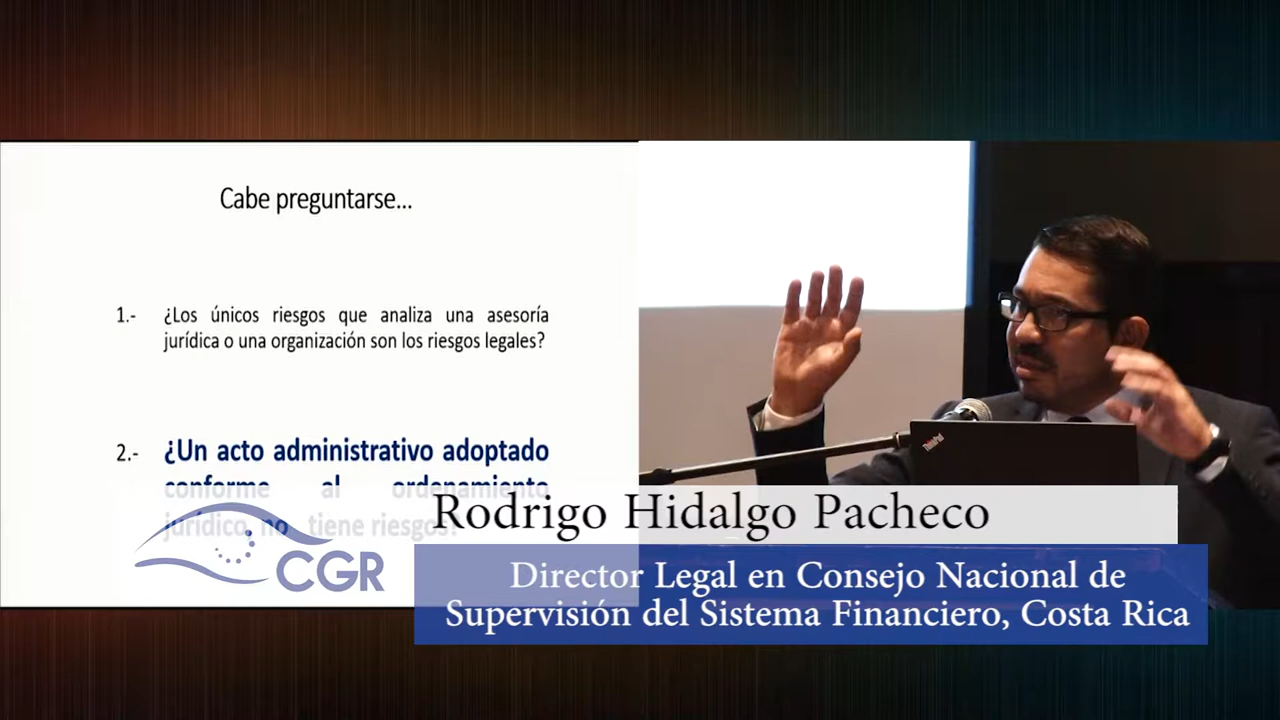 Cabe preguntarse...
1.- ¿Los únicos riesgos que analiza una asesoría
jurídica o una organización son los riesgos legales?
2.- ¿Un acto administrativo adoptado
conforme al ordenamiento
jurídico, no tiene riesgos?
ThinkPad
CGR
Rodrigo Hidalgo Pacheco
Director Legal en Consejo Nacional de
Supervisión del Sistema Financiero, Costa Rica